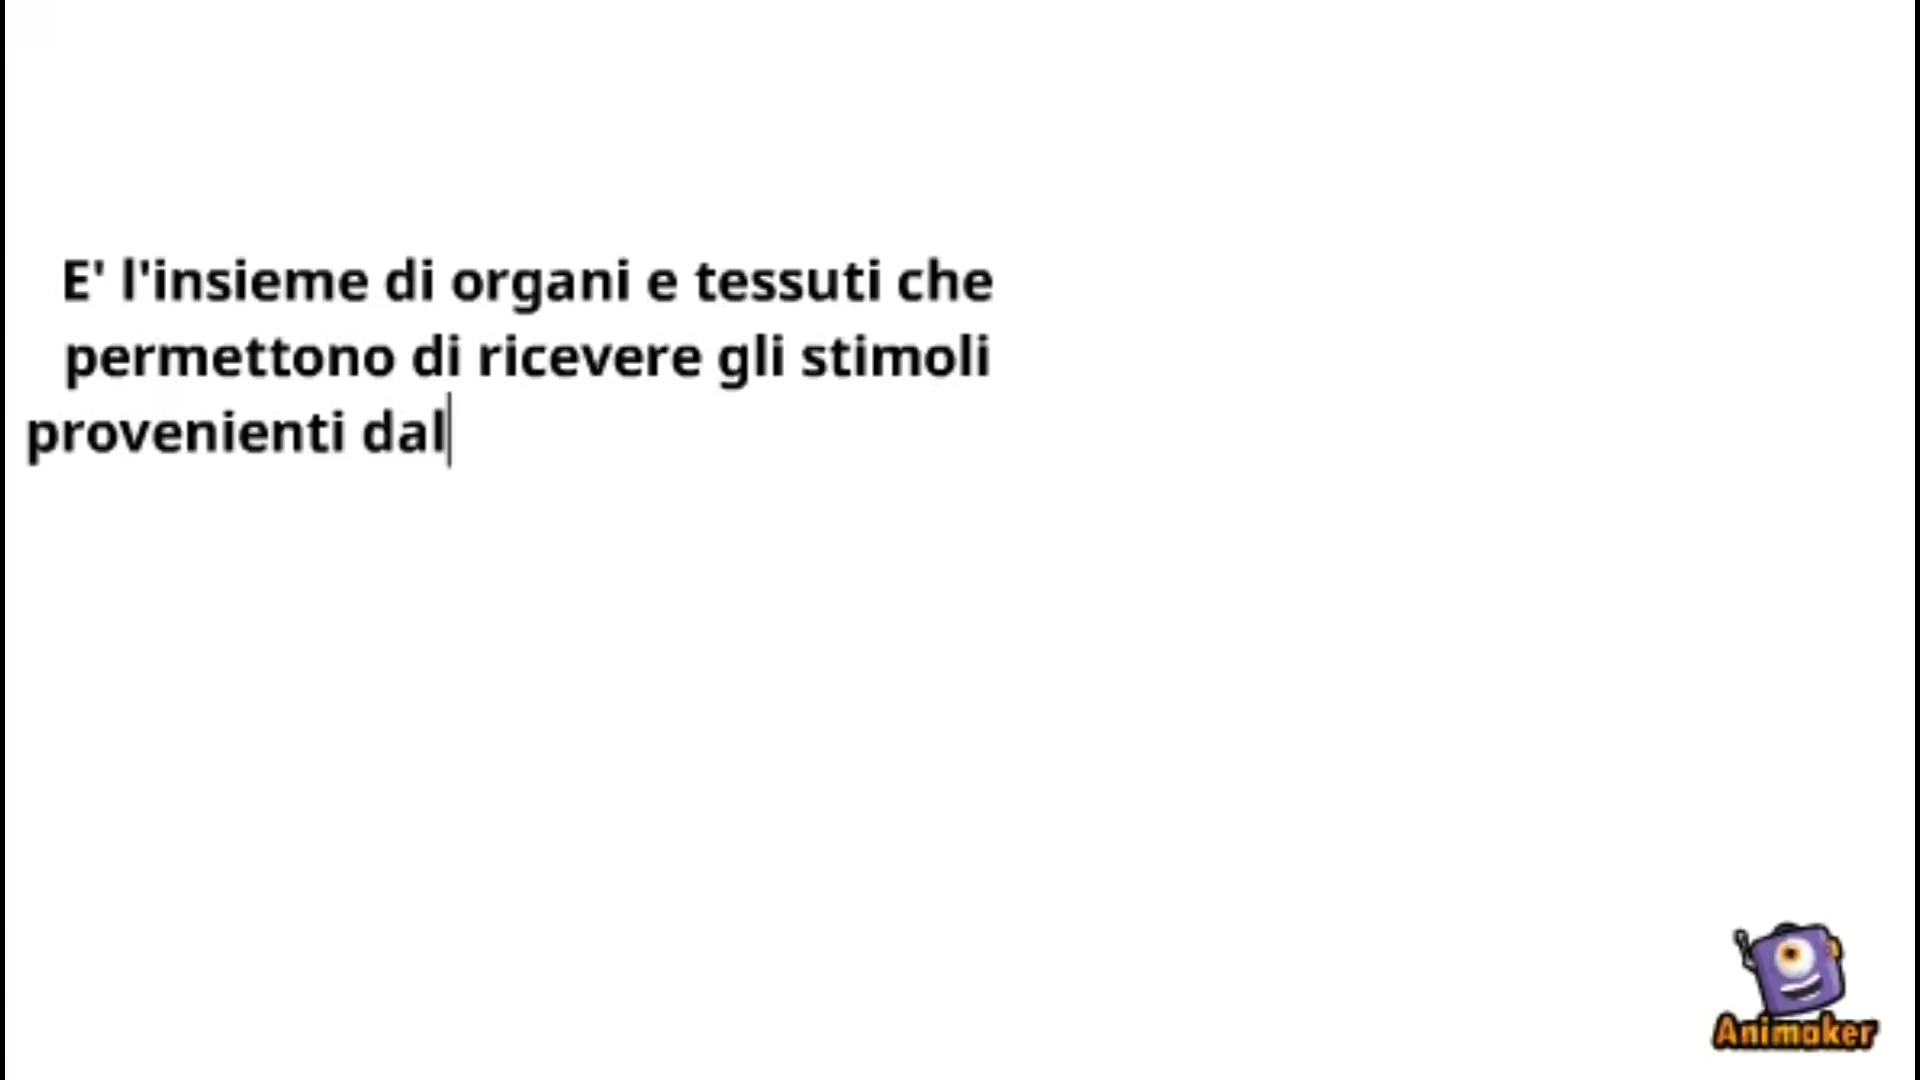 E' l'insieme di organi e tessuti che
permettono di ricevere gli stimoli
provenienti dal
Animaker